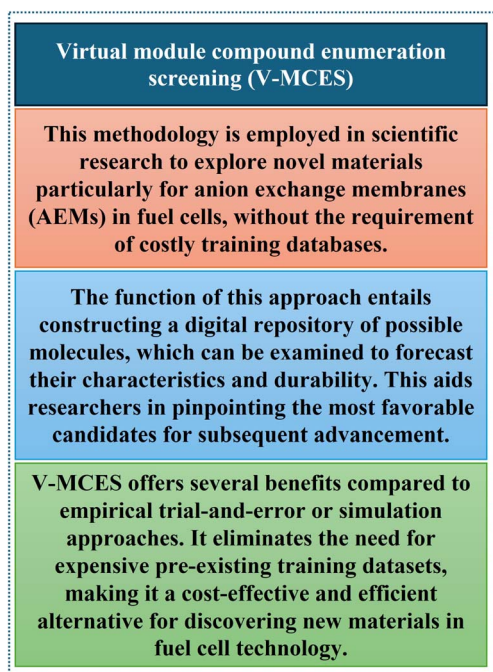 Virtual module compound enumeration
screening (V-MCES)
This methodology is employed in scientific
research to explore novel materials
particularly for anion exchange membranes
(AEMs) in fuel cells, without the requirement
of costly training databases.
The function of this approach entails
constructing a digital repository of possible
molecules, which can be examined to forecast
their characteristics and durability. This aids
researchers in pinpointing the most favorable
candidates for subsequent advancement.
V-MCES offers several benefits compared to
empirical trial-and-error or simulation
approaches. It eliminates the need for
expensive pre-existing training datasets,
making it a cost-effective and efficient
alternative for discovering new materials in
fuel cell technology.